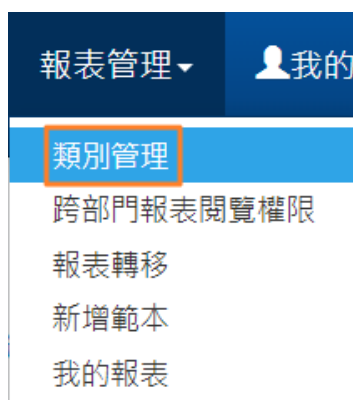 報表管理 我的
類別管理
跨部門報表閱覽權限
報表轉移
新增範本
我的報表